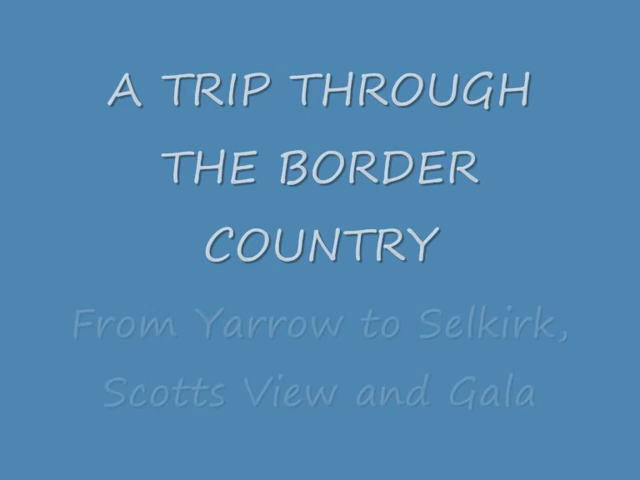 A TRIP THROUGH
THE BORDER
COUNTRY
From Yarrow to Selkirk,
Scotts View and Gala